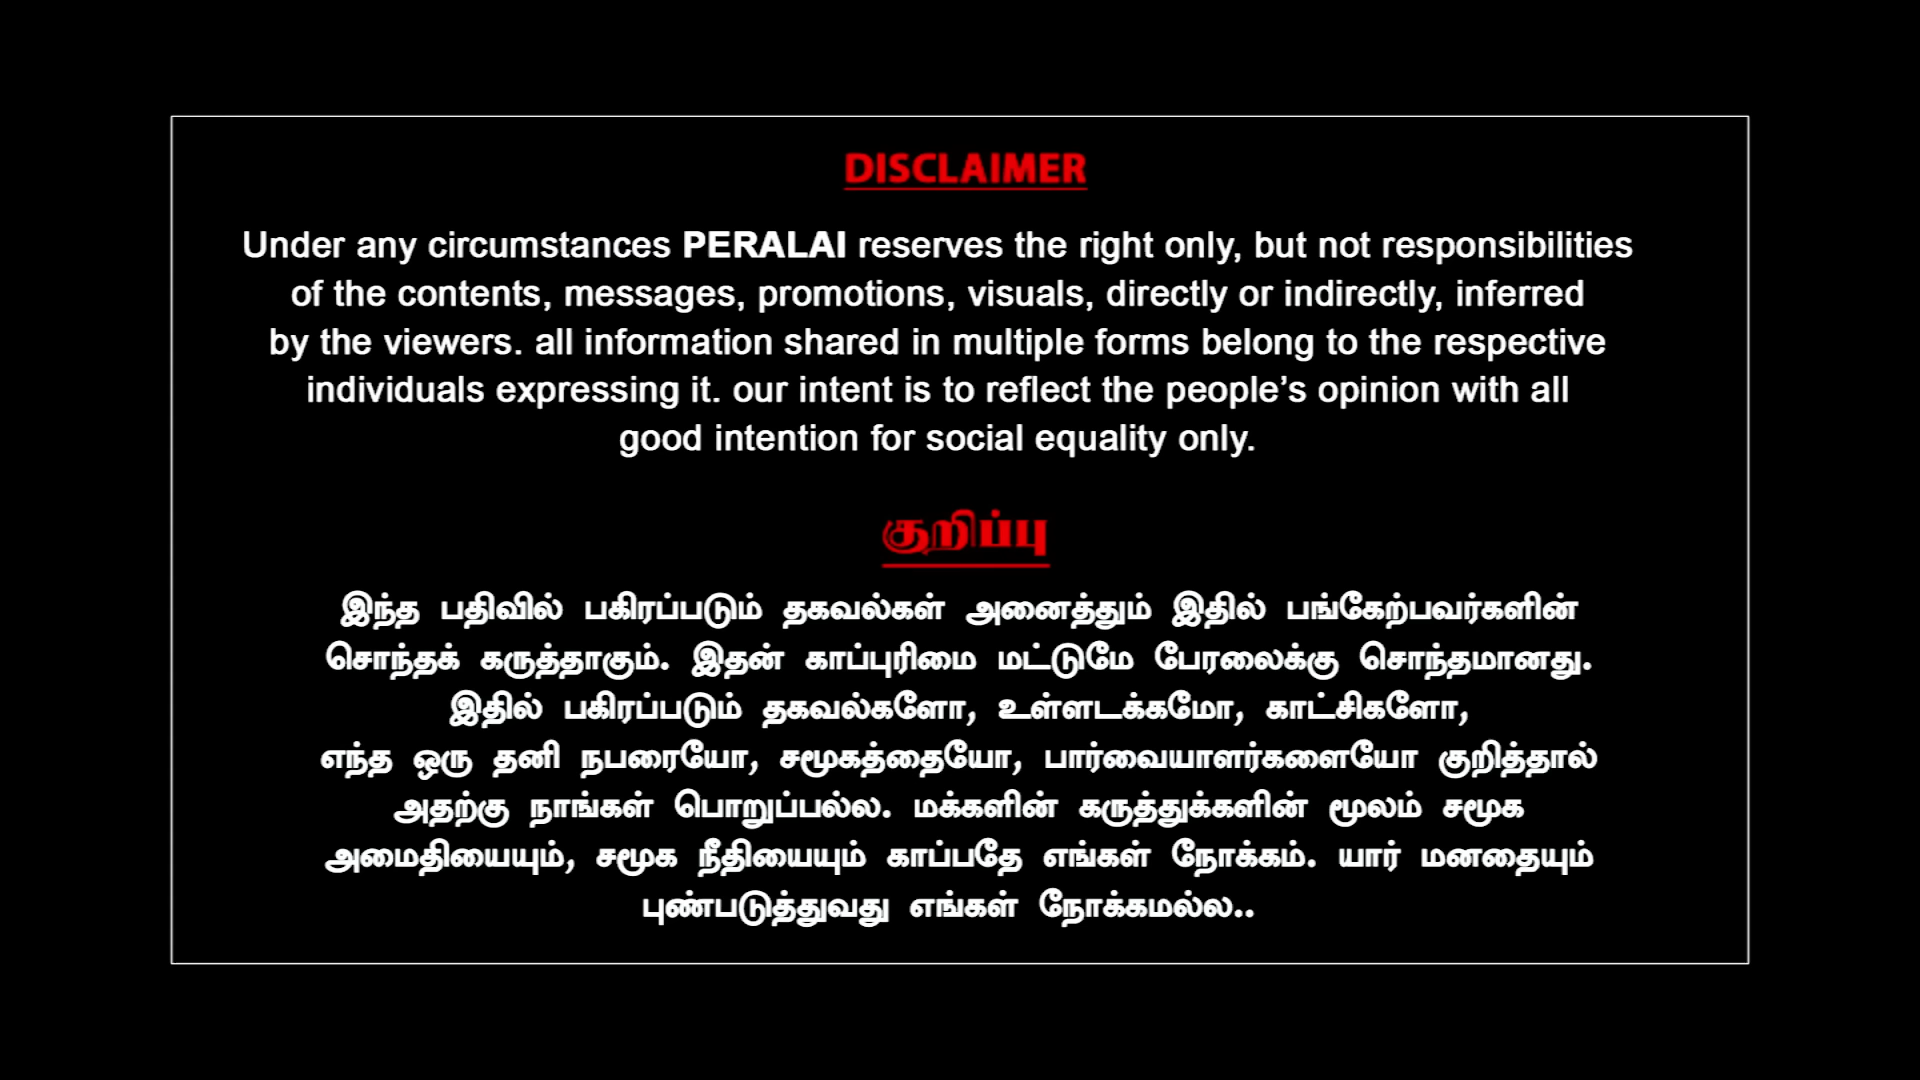 DISCLAIMER
Under any circumstances PERALAI reserves the right only, but not responsibilities
of the contents, messages, promotions, visuals, directly or indirectly, inferred
by the viewers. all information shared in multiple forms belong to the respective
individuals expressing it. our intent is to reflect the people’s opinion with all
good intention for social equality only.
குறிப்பு
இந்த பதிவில் பகிரப்படும் தகவல்கள் அனைத்தும் இதில் பங்கேற்பவர்களின்
சொந்தக் கருத்தாகும். இதன் காப்புரிமை மட்டுமே பேரலைக்கு சொந்தமானது.
இதில் பகிரப்படும் தகவல்களோ, உள்ளடக்கமோ, காட்சிகளோ,
எந்த ஒரு தனி நபரையோ, சமூகத்தையோ, பார்வையாளர்களையோ குறித்தால்
அதற்கு நாங்கள் பொறுப்பல்ல. மக்களின் கருத்துக்களின் மூலம் சமூக
அமைதியையும், சமூக நீதியையும் காப்பதே எங்கள் நோக்கம். யார் மனதையும்
புண்படுத்துவது எங்கள் நோக்கமல்ல..